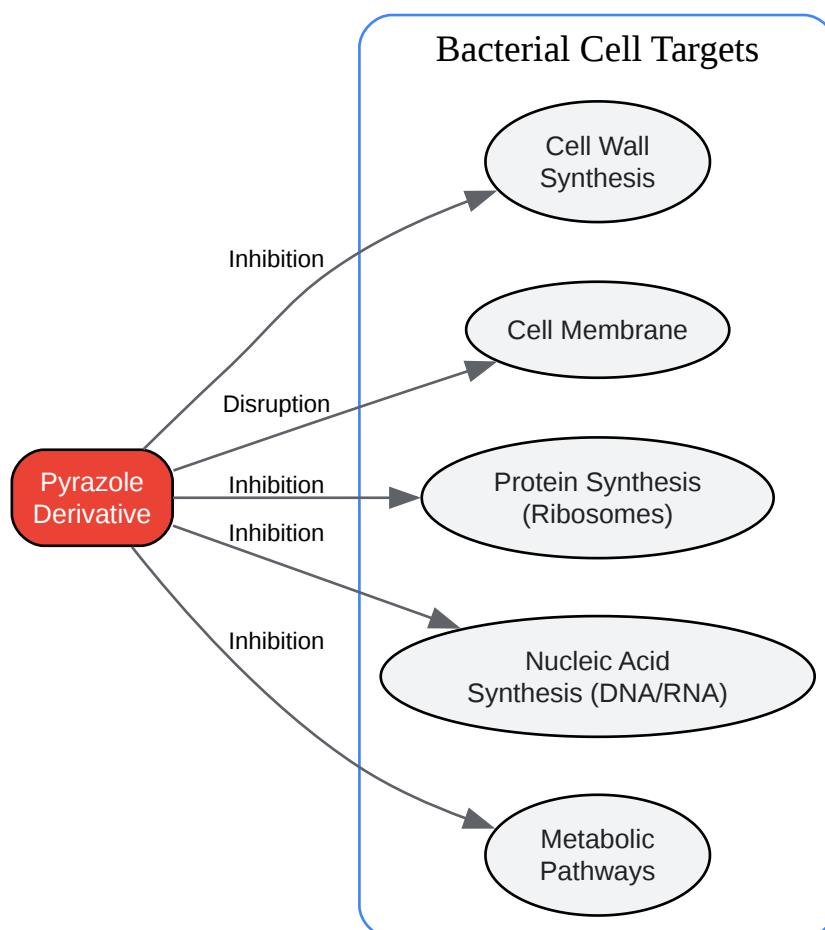 Bacterial Cell Targets
Cell Wall
Synthesis
Inhibition
Cell Membrane
Disruption
Pyrazole
Derivative
Inhibition
Protein Synthesis
(Ribosomes)
Inhibition
Nucleic Acid
Synthesis (DNA/RNA)
Inhibition
Metabolic
Pathways